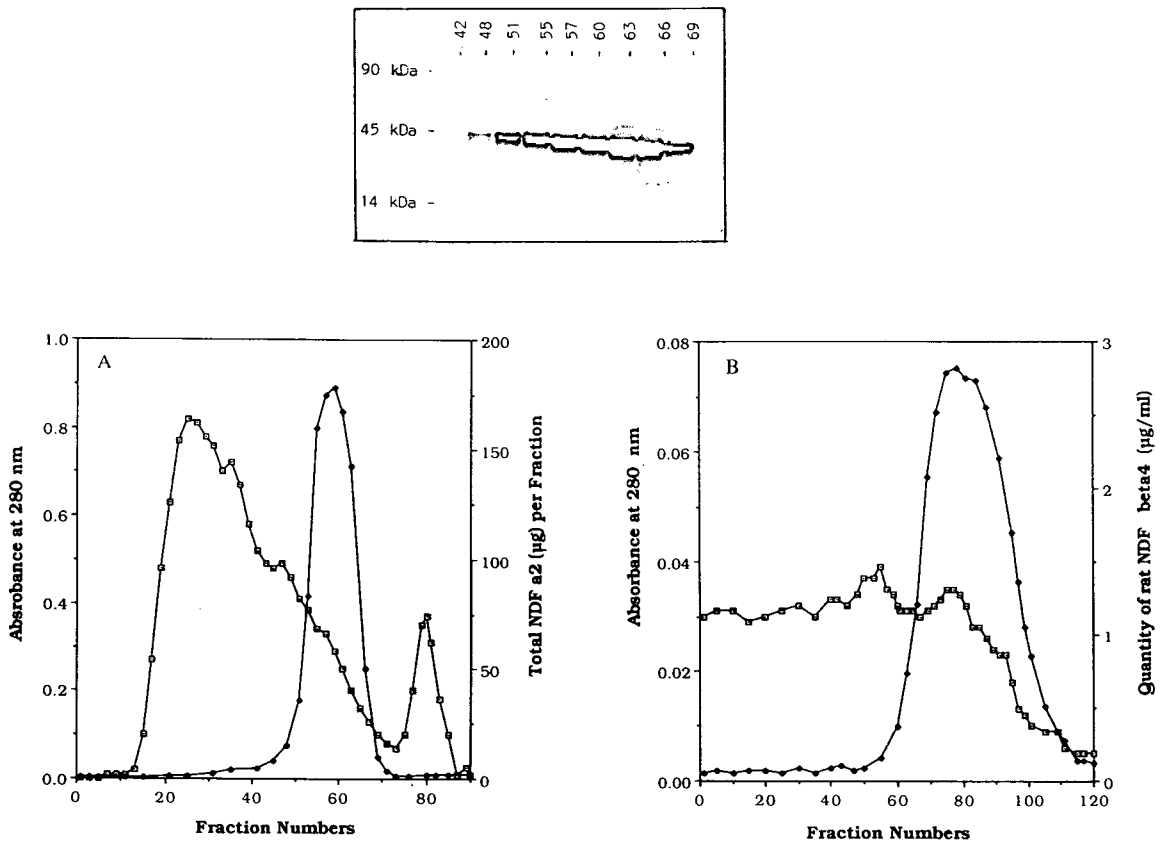 - 42 - 48 - 51 - 55 - 57 - 60 - 63 - 66 - 69
90 kDa -
45 kDa -
14 kDa -
A
Absrobance at 280 nm
1.0
0.8
0.6
0.4
0.2
0.0
0 20 40 60 80
Fraction Numbers
200
150
100
50
0
Total NDF a2 (µg) per Fraction
B
Absorbance at 280 nm
0.08
0.06
0.04
0.02
0.00
0 20 40 60 80 100 120
Fraction Numbers
3
2
1
0
Quantity of rat NDF beta4 (µg/ml)